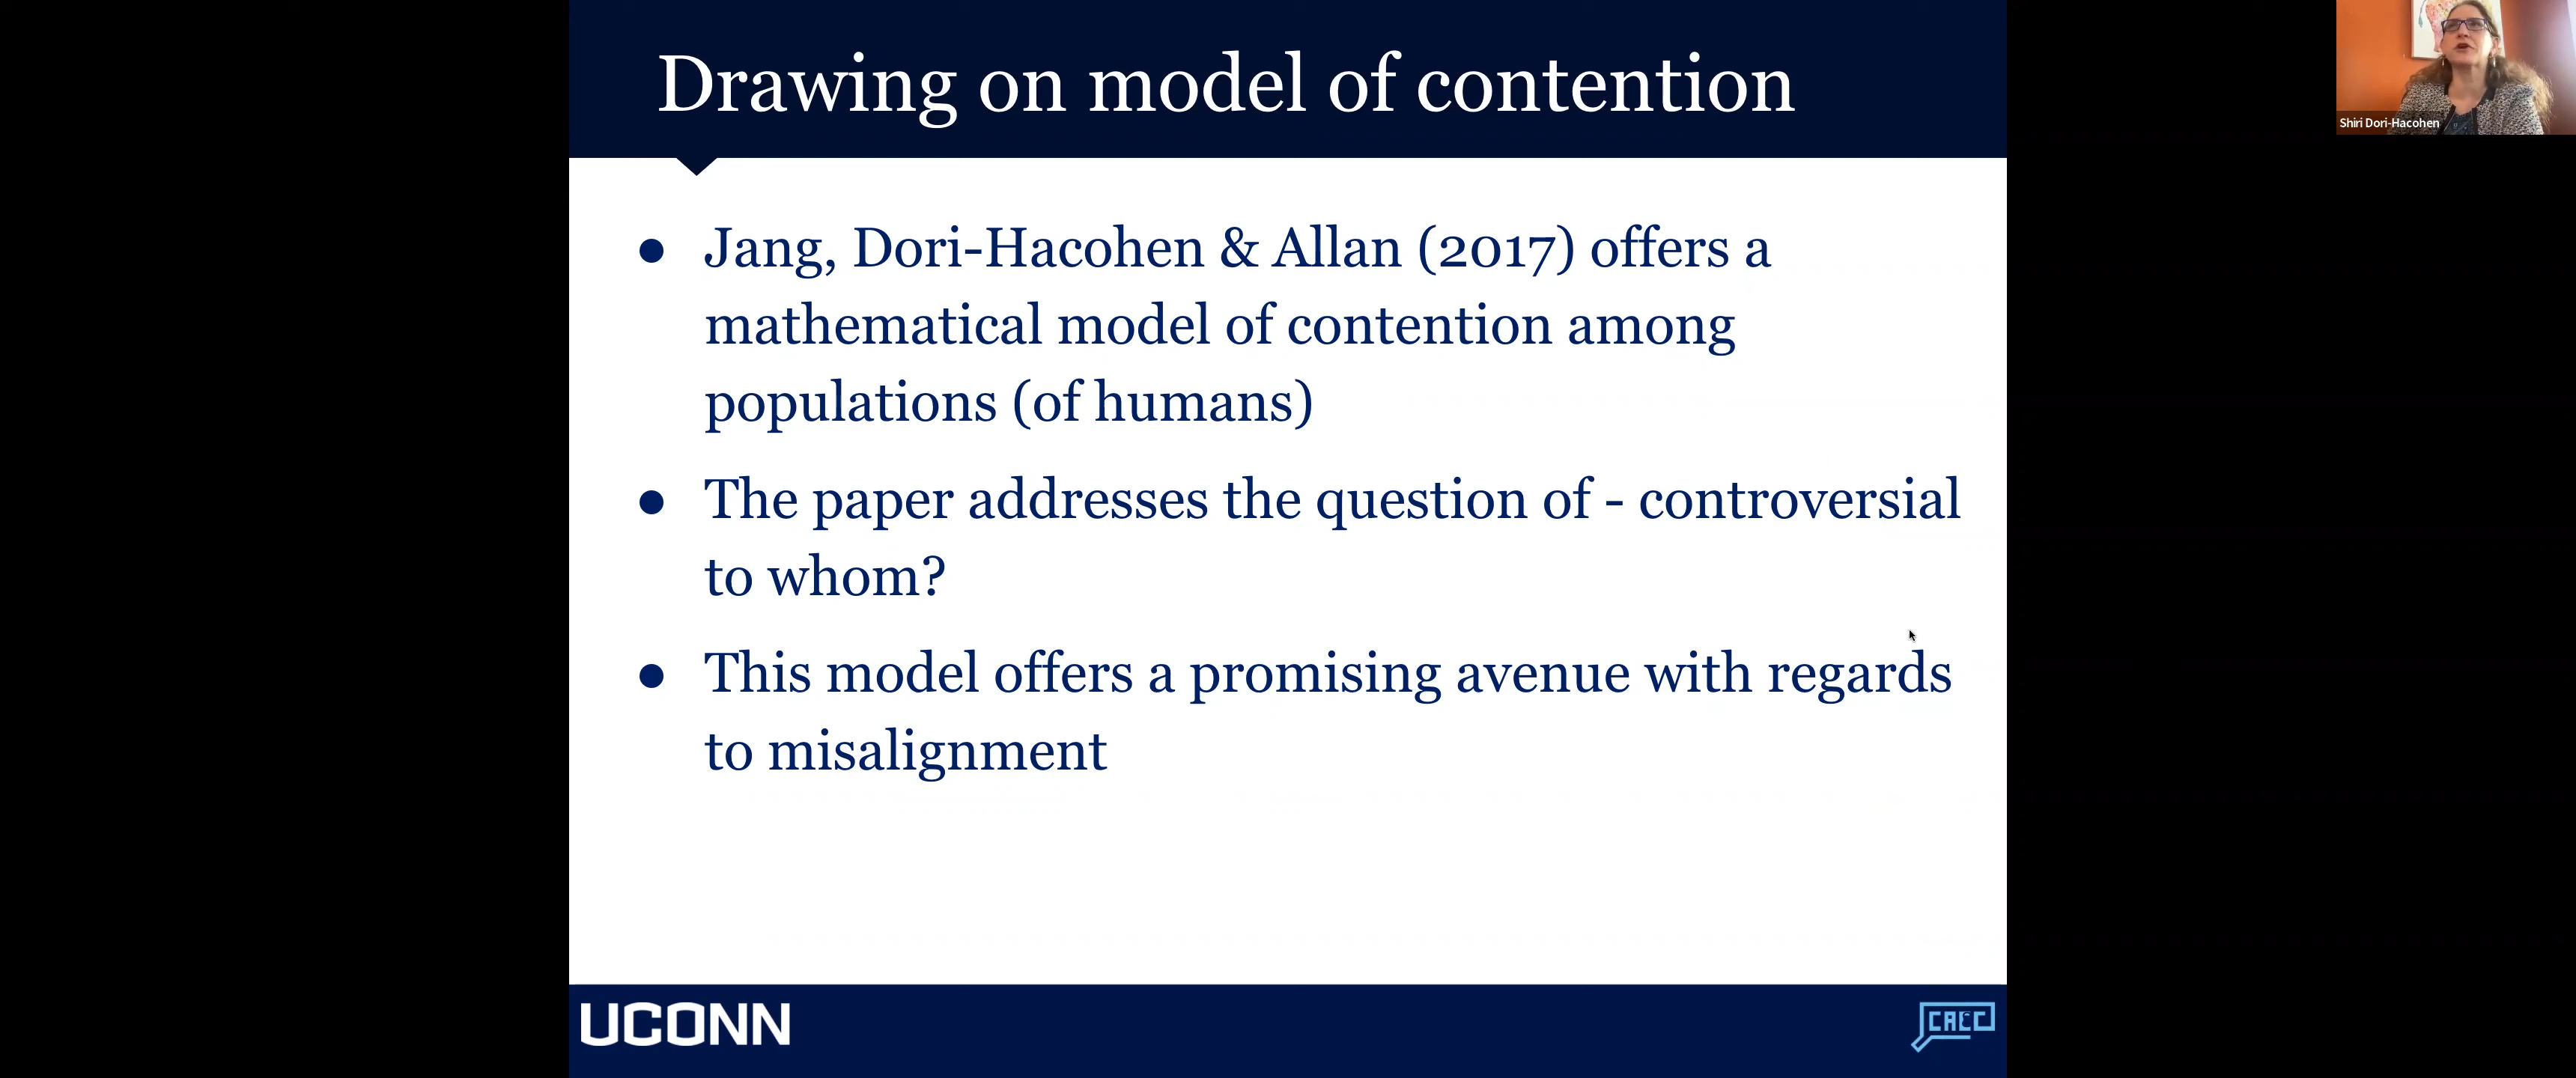 Drawing on model of contention
Shiri Dori-Hacohen
● Jang, Dori-Hacohen & Allan (2017) offers a
mathematical model of contention among
populations (of humans)
● The paper addresses the question of - controversial
to whom?
● This model offers a promising avenue with regards
to misalignment
UCONN